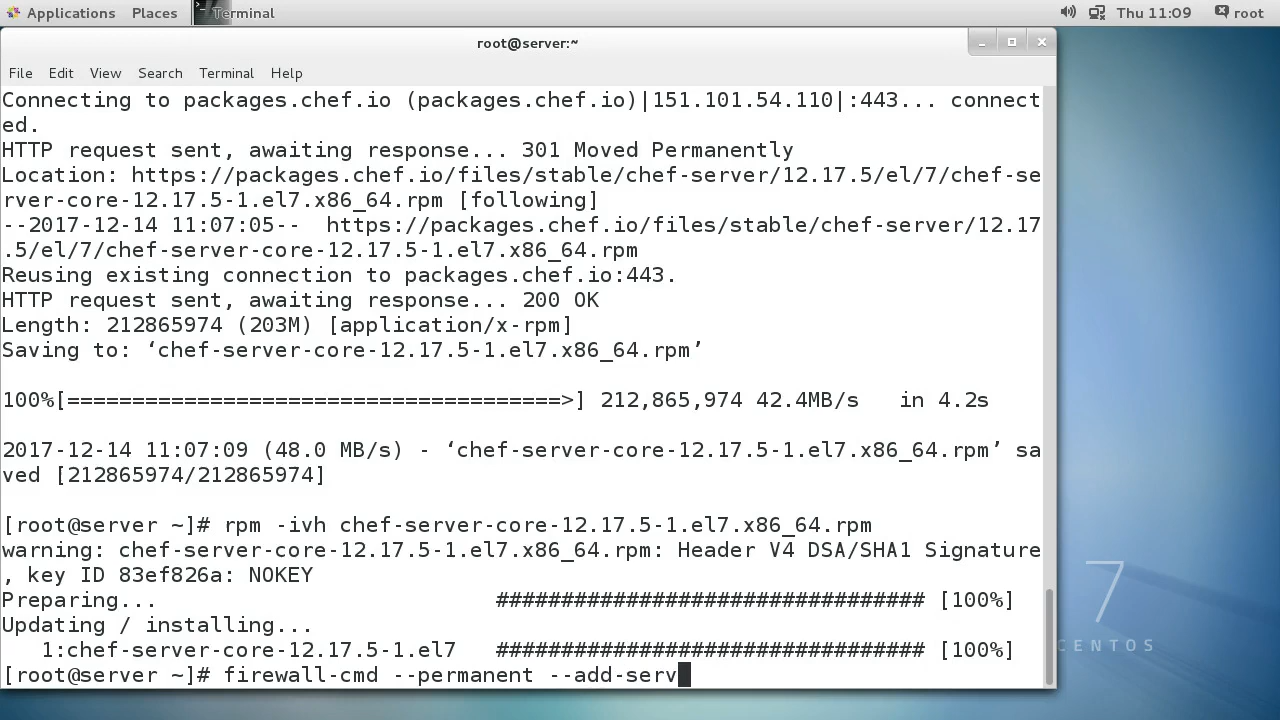 Applications Places Terminal Thu 11:09 root
root@server:~
File Edit View Search Terminal Help
Connecting to packages.chef.io (packages.chef.io)|151.101.54.110|:443... connect
ed.
HTTP request sent, awaiting response... 301 Moved Permanently
Location: https://packages.chef.io/files/stable/chef-server/12.17.5/el/7/chef-se
rver-core-12.17.5-1.el7.x86_64.rpm [following]
--2017-12-14 11:07:05--  https://packages.chef.io/files/stable/chef-server/12.17
.5/el/7/chef-server-core-12.17.5-1.el7.x86_64.rpm
Reusing existing connection to packages.chef.io:443.
HTTP request sent, awaiting response... 200 OK
Length: 212865974 (203M) [application/x-rpm]
Saving to: ‘chef-server-core-12.17.5-1.el7.x86_64.rpm’
100%[======================================>] 212,865,974 42.4MB/s   in 4.2s
2017-12-14 11:07:09 (48.0 MB/s) - ‘chef-server-core-12.17.5-1.el7.x86_64.rpm’ sa
ved [212865974/212865974]
[root@server ~]# rpm -ivh chef-server-core-12.17.5-1.el7.x86_64.rpm
warning: chef-server-core-12.17.5-1.el7.x86_64.rpm: Header V4 DSA/SHA1 Signature
, key ID 83ef826a: NOKEY
Preparing...                          ################################# [100%]
Updating / installing...
   1:chef-server-core-12.17.5-1.el7   ################################# [100%]
[root@server ~]# firewall-cmd --permanent --add-serv
7
CENTOS